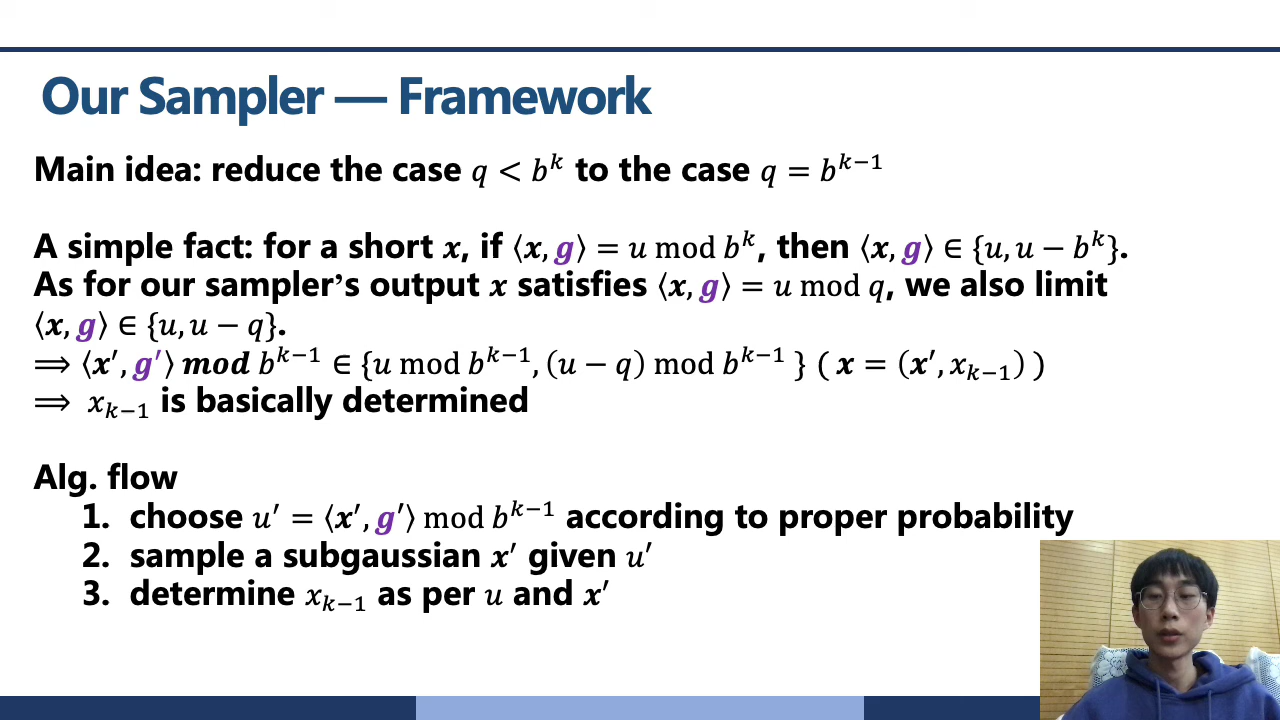 Our Sampler — Framework
Main idea: reduce the case q < b^k to the case q = b^{k−1}
A simple fact: for a short x, if ⟨x, g⟩ = u mod b^k, then ⟨x, g⟩ ∈ {u, u − b^k}.
As for our sampler's output x satisfies ⟨x, g⟩ = u mod q, we also limit
⟨x, g⟩ ∈ {u, u − q}.
⟹ ⟨x′, g′⟩ mod b^{k−1} ∈ {u mod b^{k−1}, (u − q) mod b^{k−1} } ( x = (x′, x_{k−1}) )
⟹ x_{k−1} is basically determined
Alg. flow
1. choose u′ = ⟨x′, g′⟩ mod b^{k−1} according to proper probability
2. sample a subgaussian x′ given u′
3. determine x_{k−1} as per u and x′